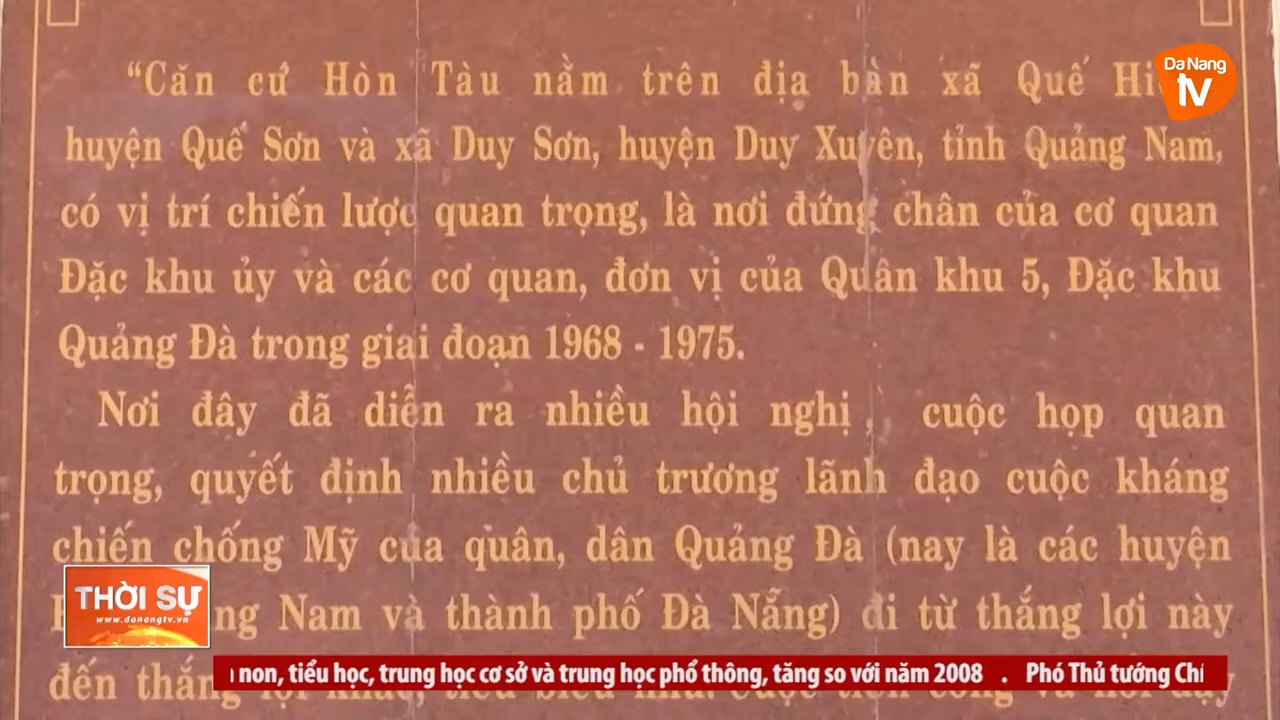 “Căn cứ Hòn Tàu nằm trên địa bàn xã Quế
huyện Quế Sơn và xã Duy Sơn, huyện Duy Xuyên, tỉnh Quảng Nam,
có vị trí chiến lược quan trọng, là nơi đứng chân của cơ quan
Đặc khu ủy và các cơ quan, đơn vị của Quân khu 5, Đặc khu
Quảng Đà trong giai đoạn 1968 - 1975.
Nơi đây đã diễn ra nhiều hội nghị, cuộc họp quan
trọng, quyết định nhiều chủ trương lãnh đạo cuộc kháng
chiến chống Mỹ của quân, dân Quảng Đà (nay là các huyện
Nam và thành phố Đà Nẵng) đi từ thắng lợi này
đến thắng
Da Nang
tv
THỜI SỰ
www.danangtv.vn
non, tiểu học, trung học cơ sở và trung học phổ thông, tăng so với năm 2008 . Phó Thủ tướng Chí